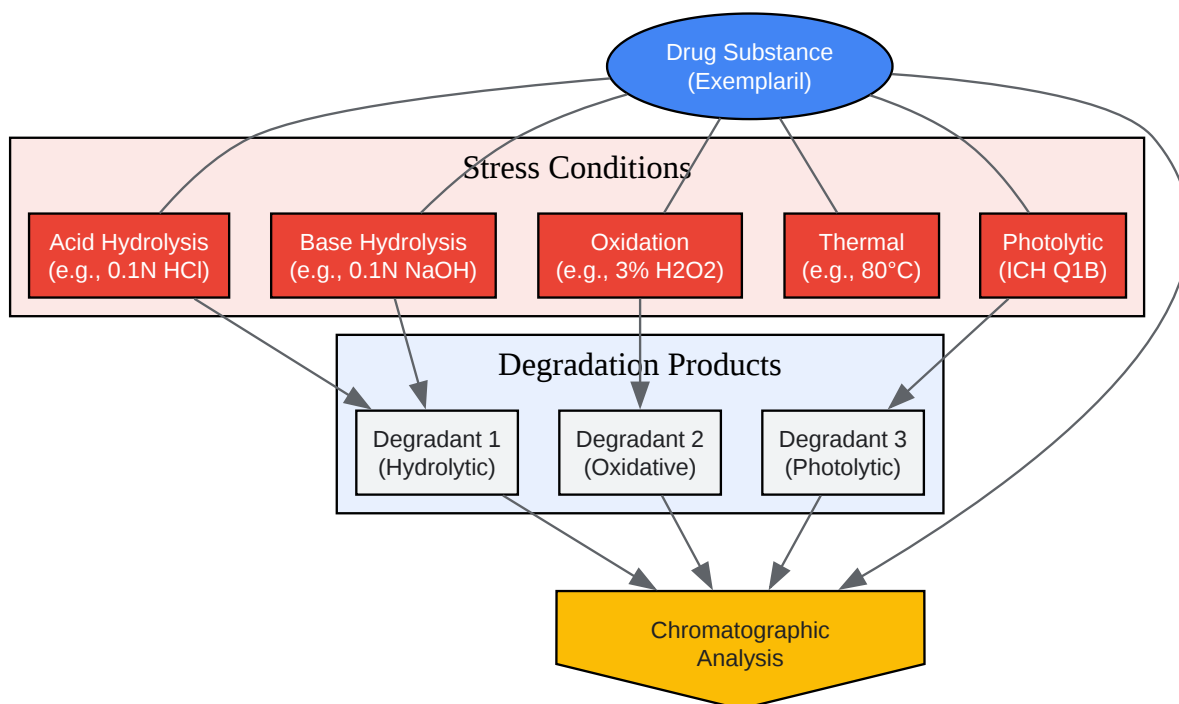 Drug Substance
(Exemplaril)
Stress Conditions
Acid Hydrolysis
(e.g., 0.1N HCl)
Base Hydrolysis
(e.g., 0.1N NaOH)
Oxidation
(e.g., 3% H2O2)
Thermal
(e.g., 80°C)
Photolytic
(ICH Q1B)
Degradation Products
Degradant 1
(Hydrolytic)
Degradant 2
(Oxidative)
Degradant 3
(Photolytic)
Chromatographic
Analysis